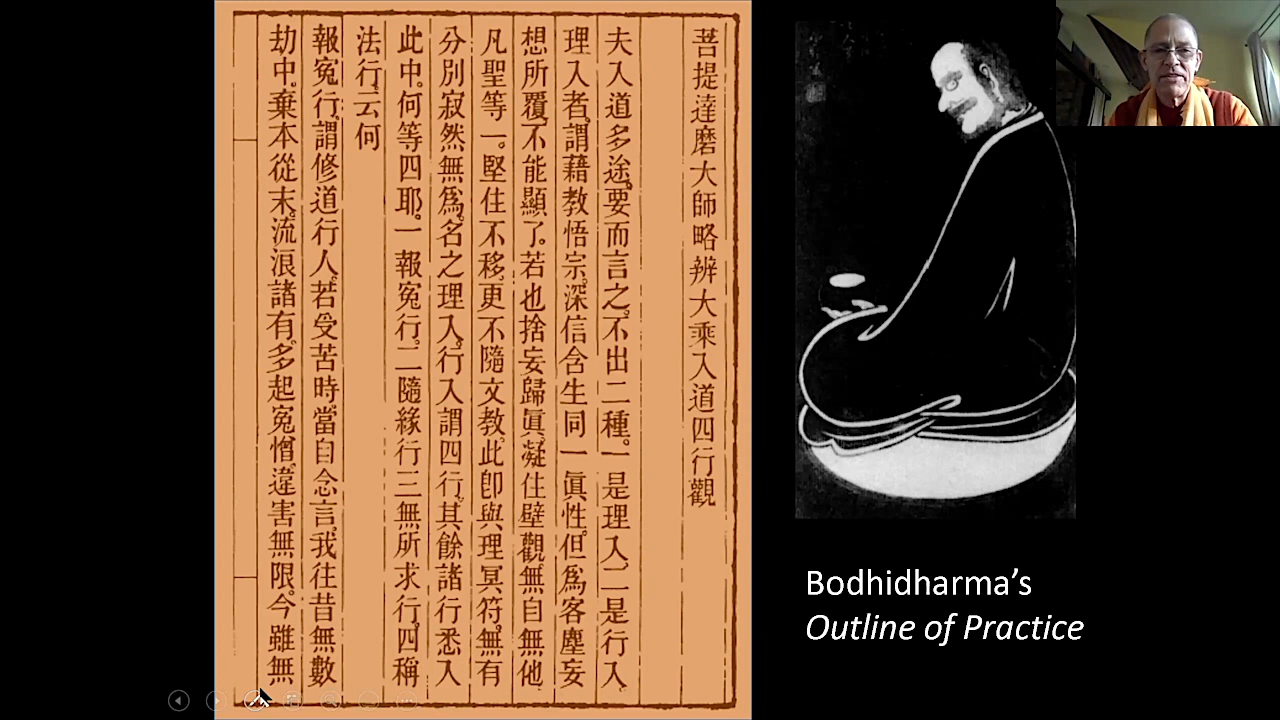 菩提達磨大師略辨大乘入道四行觀
夫入道多途。要而言之。不出二種。一是理入。二是行入。
理入者。謂藉教悟宗。深信含生同一眞性。但爲客塵妄
想所覆。不能顯了。若也捨妄歸眞。凝住壁觀。無自無他。
凡聖等一。堅住不移。更不隨文教。此卽與理冥符。無有
分別寂然無爲。名之理入。行入謂四行。其餘諸行悉入
此中。何等四耶。一報冤行。二隨緣行三無所求行。四稱
法行。云何
報冤行。謂修道行人。若受苦時。當自念言。我往昔無數
劫中。棄本從末。流浪諸有。多起冤憎。違害無限。今雖無
Bodhidharma’s
Outline of Practice